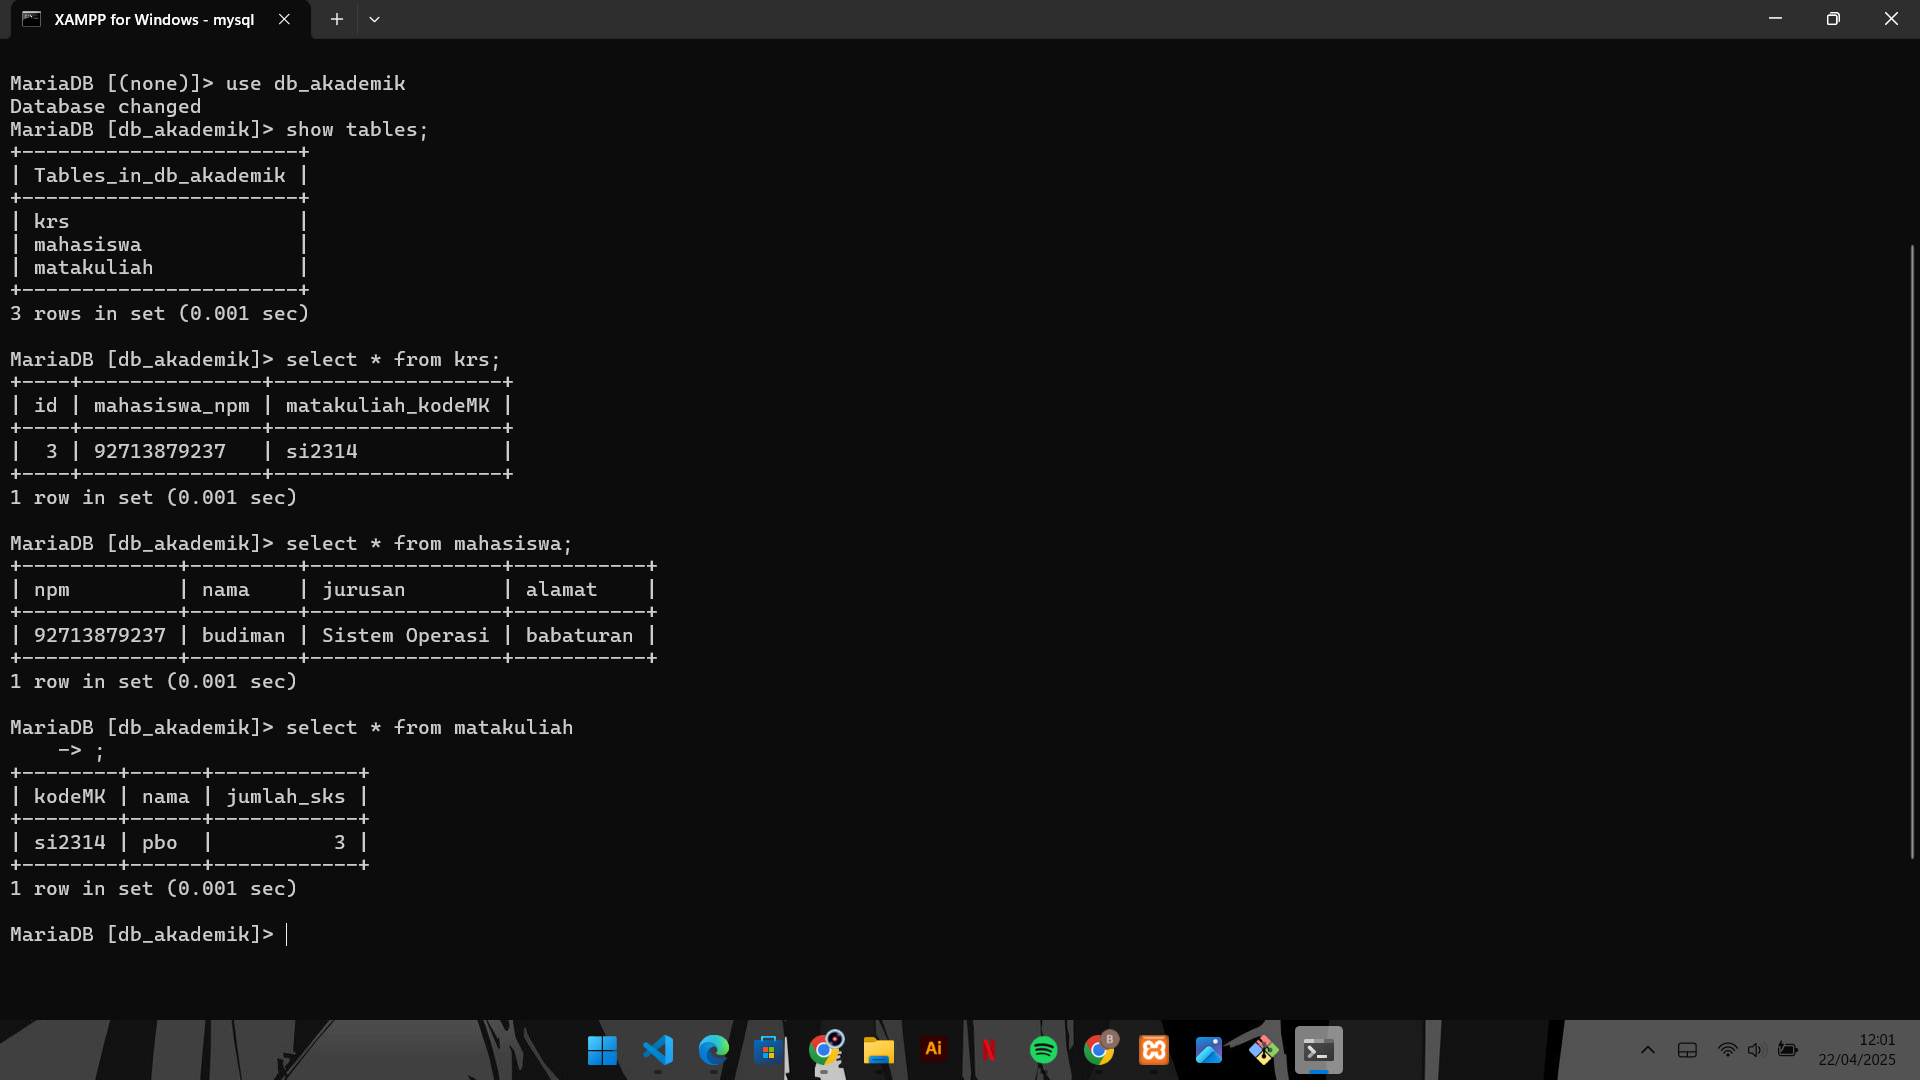 XAMPP for Windows - mysql
MariaDB [(none)]> use db_akademik
Database changed
MariaDB [db_akademik]> show tables;
+-----------------------+
| Tables_in_db_akademik |
+-----------------------+
| krs                   |
| mahasiswa             |
| matakuliah            |
+-----------------------+
3 rows in set (0.001 sec)
MariaDB [db_akademik]> select * from krs;
+----+---------------+-------------------+
| id | mahasiswa_npm | matakuliah_kodeMK |
+----+---------------+-------------------+
|  3 | 92713879237   | si2314            |
+----+---------------+-------------------+
1 row in set (0.001 sec)
MariaDB [db_akademik]> select * from mahasiswa;
+-------------+---------+----------------+-----------+
| npm         | nama    | jurusan        | alamat    |
+-------------+---------+----------------+-----------+
| 92713879237 | budiman | Sistem Operasi | babaturan |
+-------------+---------+----------------+-----------+
1 row in set (0.001 sec)
MariaDB [db_akademik]> select * from matakuliah
    -> ;
+--------+------+------------+
| kodeMK | nama | jumlah_sks |
+--------+------+------------+
| si2314 | pbo  |          3 |
+--------+------+------------+
1 row in set (0.001 sec)
MariaDB [db_akademik]>
Ai
N
B
12:01
22/04/2025